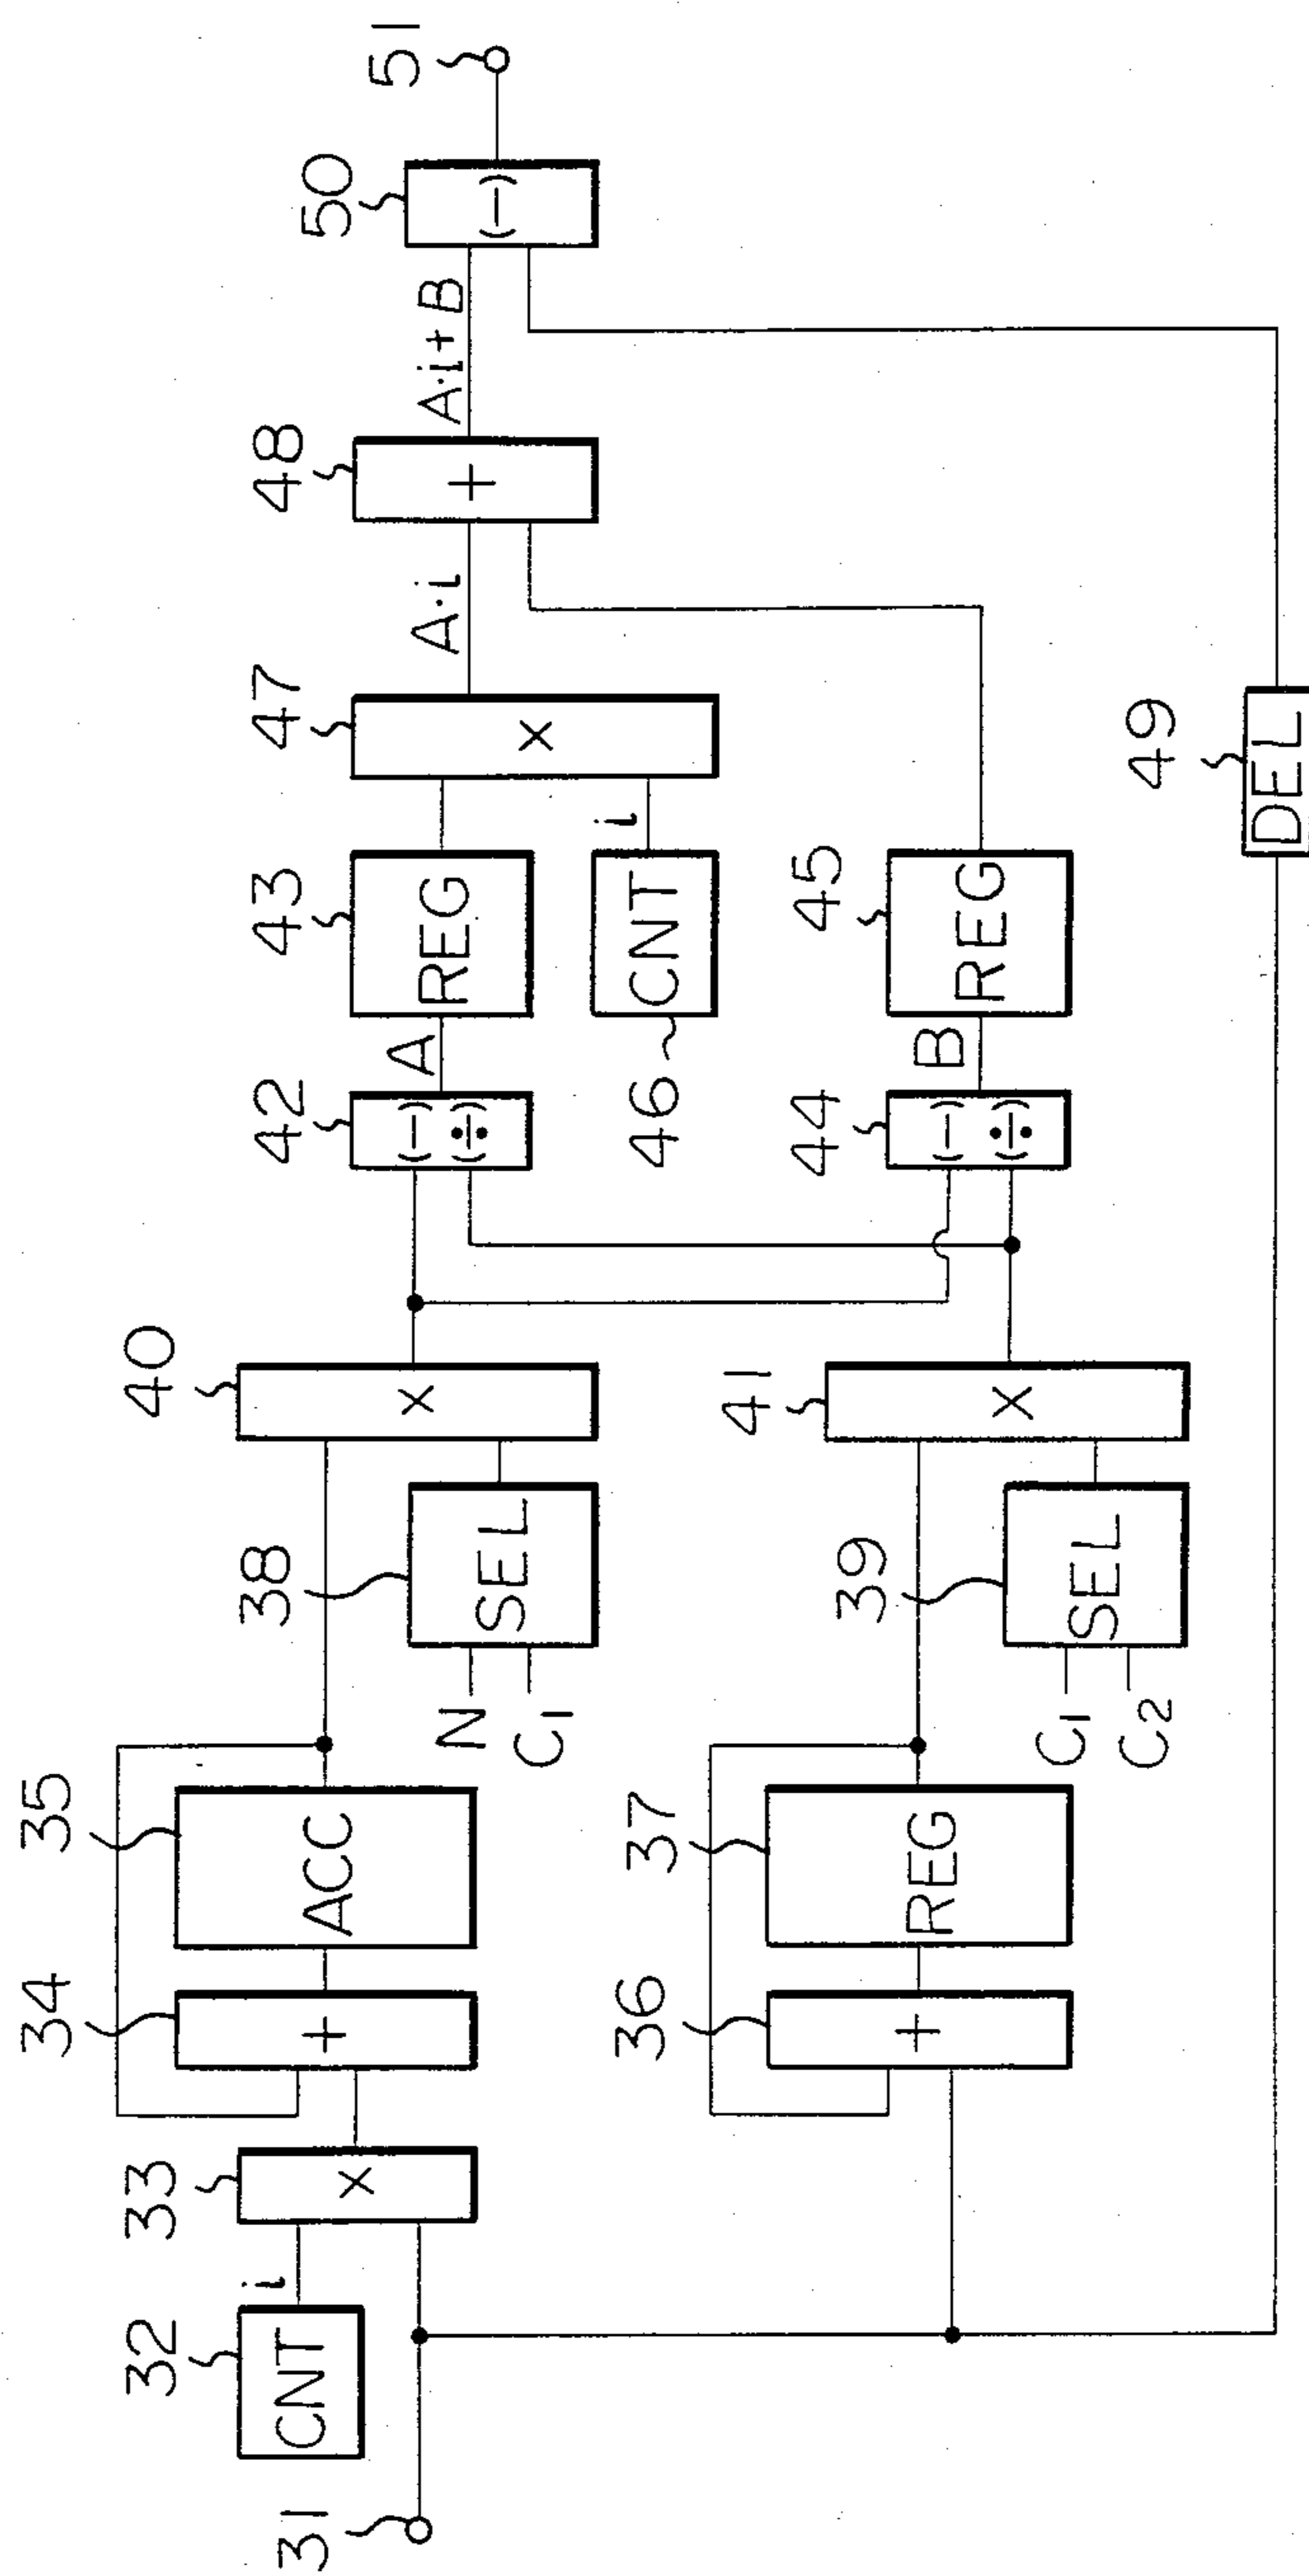 31
32
CNT
i
33
×
34
+
35
ACC
36
+
37
REG
38
SEL
N
C1
39
SEL
C1
C2
40
×
41
×
42
(−)
(÷)
A
43
REG
44
(−)
(÷)
B
45
REG
46
CNT
i
47
×
A·i
48
+
A·i+B
49
DEL
50
(−)
51